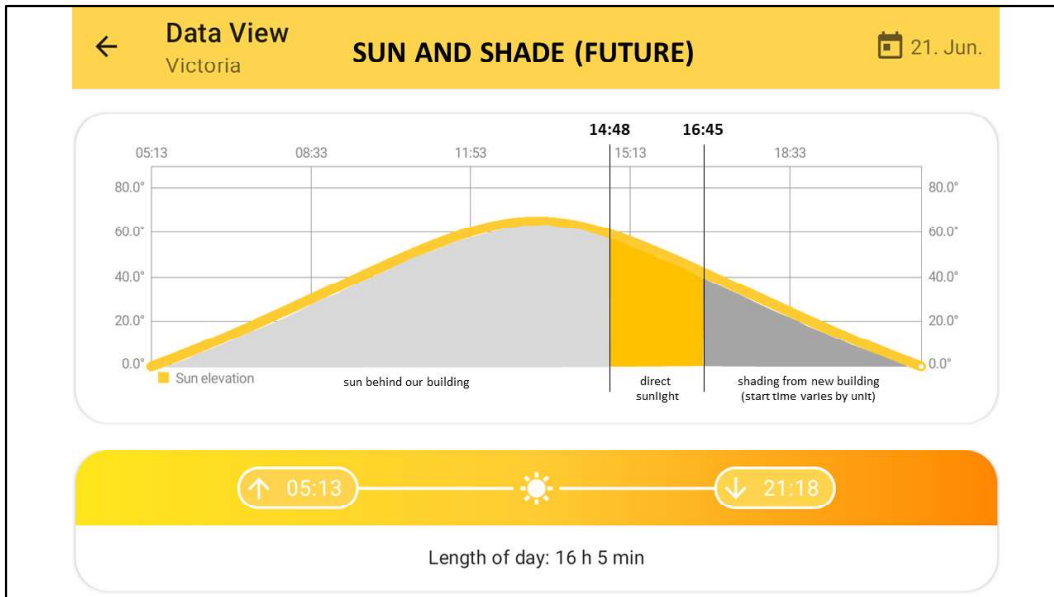 Data View
Victoria
SUN AND SHADE (FUTURE)
21. Jun.
14:48 16:45
05:13 08:33 11:53 15:13 18:33
80.0° 80.0°
60.0° 60.0°
40.0° 40.0°
20.0° 20.0°
0.0° 0.0°
Sun elevation
sun behind our building
direct
sunlight
shading from new building
(start time varies by unit)
05:13 21:18
Length of day: 16 h 5 min